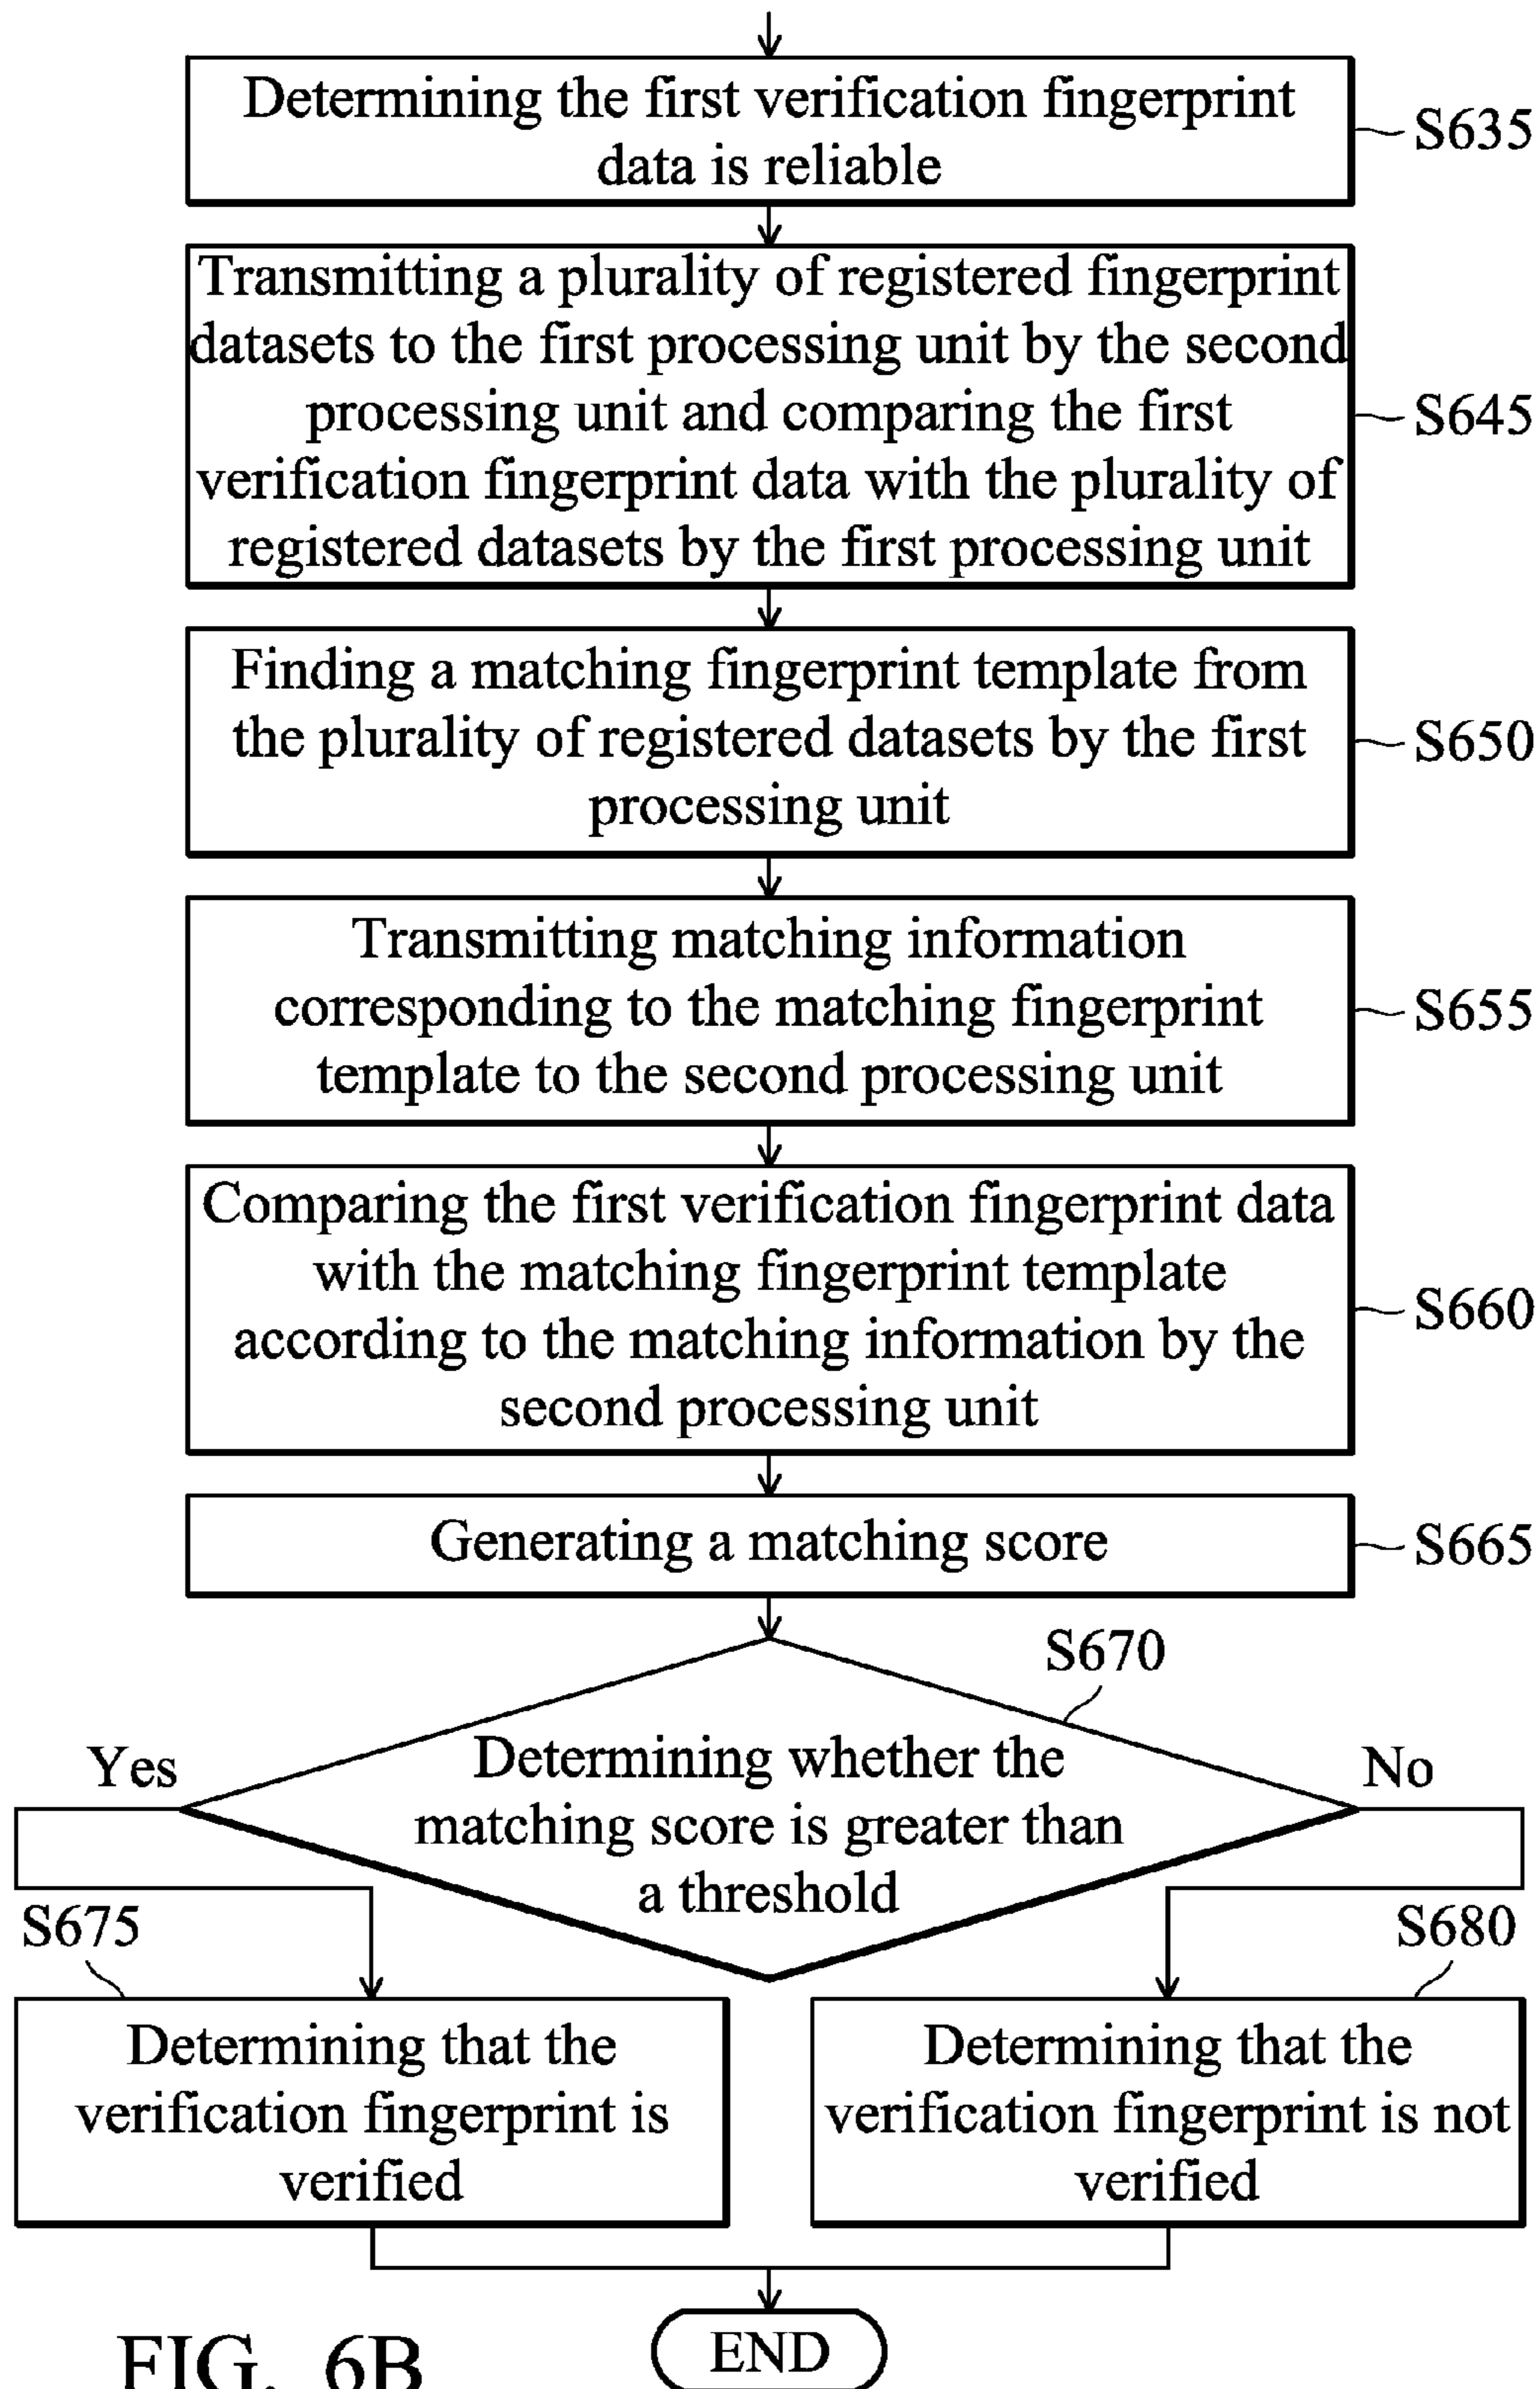 Determining the first verification fingerprint
data is reliable
S635
Transmitting a plurality of registered fingerprint
datasets to the first processing unit by the second
processing unit and comparing the first
verification fingerprint data with the plurality of
registered datasets by the first processing unit
S645
Finding a matching fingerprint template from
the plurality of registered datasets by the first
processing unit
S650
Transmitting matching information
corresponding to the matching fingerprint
template to the second processing unit
S655
Comparing the first verification fingerprint data
with the matching fingerprint template
according to the matching information by the
second processing unit
S660
Generating a matching score
S665
S670
Determining whether the
matching score is greater than
a threshold
Yes
No
S675
Determining that the
verification fingerprint is
verified
S680
Determining that the
verification fingerprint is not
verified
END
FIG. 6B